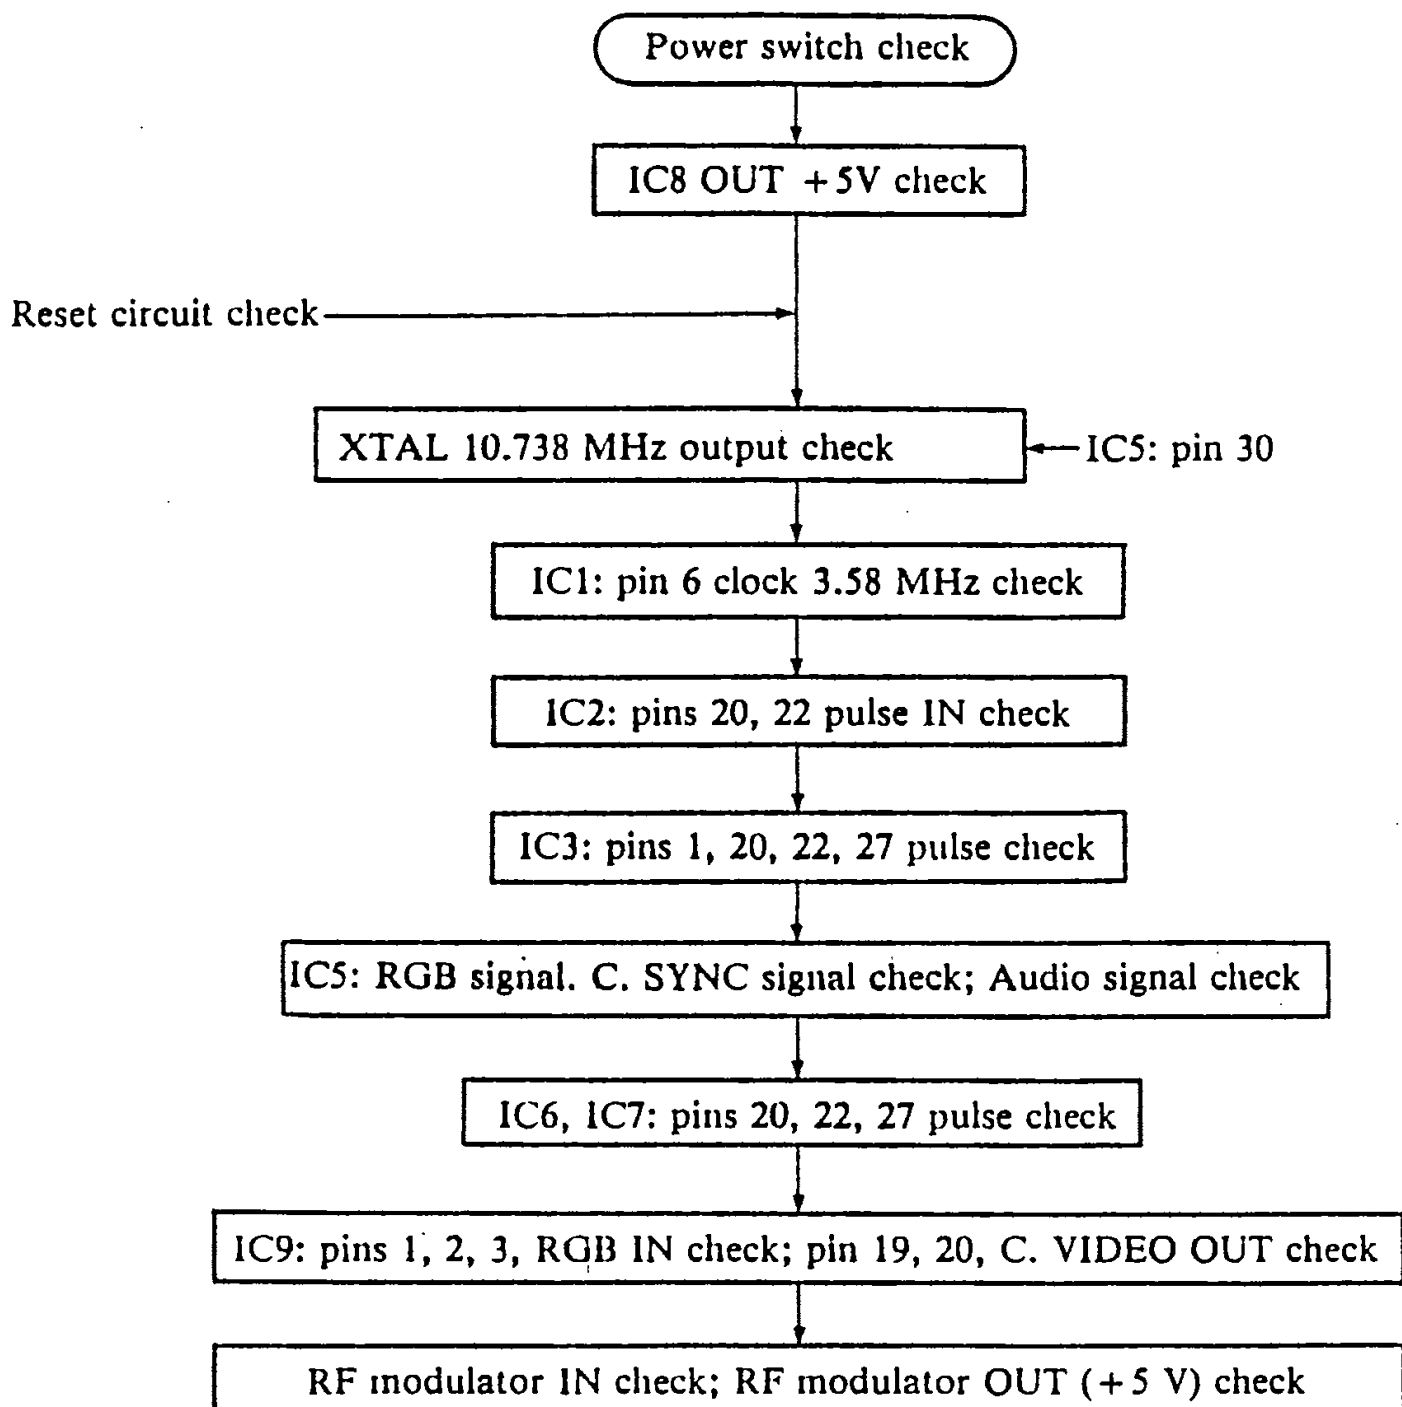 Power switch check
IC8 OUT +5V check
Reset circuit check
XTAL 10.738 MHz output check
IC5: pin 30
IC1: pin 6 clock 3.58 MHz check
IC2: pins 20, 22 pulse IN check
IC3: pins 1, 20, 22, 27 pulse check
IC5: RGB signal. C. SYNC signal check; Audio signal check
IC6, IC7: pins 20, 22, 27 pulse check
IC9: pins 1, 2, 3, RGB IN check; pin 19, 20, C. VIDEO OUT check
RF modulator IN check; RF modulator OUT (+5 V) check